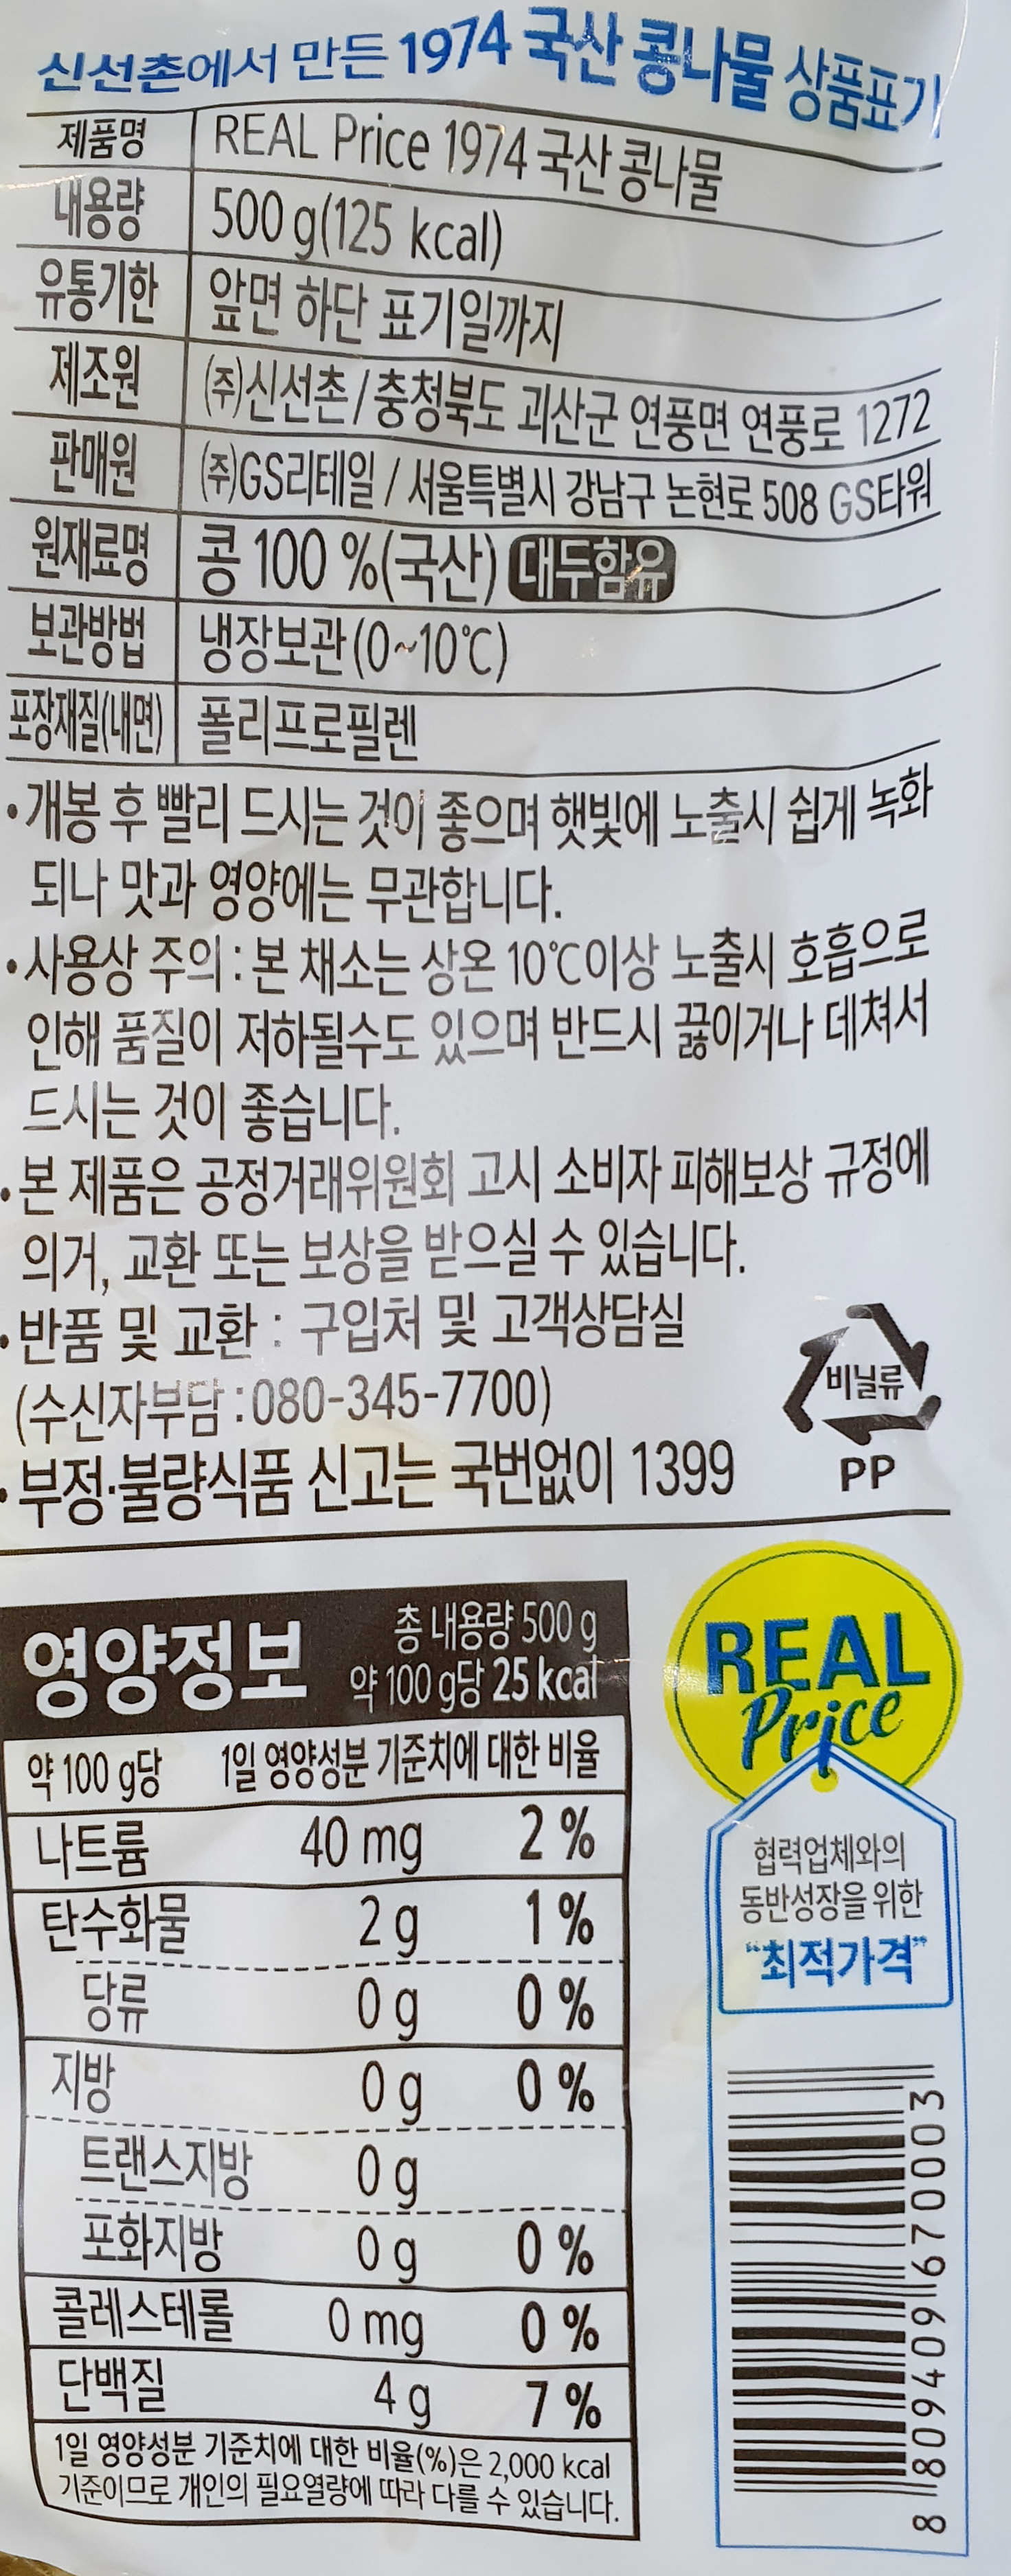 신선촌에서 만든 1974 국산 콩나물 상품표기
제품명 REAL Price 1974 국산 콩나물
내용량 500 g(125 kcal)
유통기한 앞면 하단 표기일까지
제조원 (주)신선촌 / 충청북도 괴산군 연풍면 연풍로 1272
판매원 (주)GS리테일 / 서울특별시 강남구 논현로 508 GS타워
원재료명 콩 100 %(국산) 대두함유
보관방법 냉장보관(0~10℃)
포장재질(내면) 폴리프로필렌
•개봉 후 빨리 드시는 것이 좋으며 햇빛에 노출시 쉽게 녹화
되나 맛과 영양에는 무관합니다.
•사용상 주의 : 본 채소는 상온 10℃이상 노출시 호흡으로
인해 품질이 저하될수도 있으며 반드시 끓이거나 데쳐서
드시는 것이 좋습니다.
•본 제품은 공정거래위원회 고시 소비자 피해보상 규정에
의거, 교환 또는 보상을 받으실 수 있습니다.
•반품 및 교환 : 구입처 및 고객상담실
(수신자부담 : 080-345-7700)
•부정·불량식품 신고는 국번없이 1399
비닐류
PP
영양정보
총 내용량 500 g
약 100 g당 25 kcal
약 100 g당 1일 영양성분 기준치에 대한 비율
나트륨 40 mg 2 %
탄수화물 2 g 1 %
당류 0 g 0 %
지방 0 g 0 %
트랜스지방 0 g
포화지방 0 g 0 %
콜레스테롤 0 mg 0 %
단백질 4 g 7 %
1일 영양성분 기준치에 대한 비율(%)은 2,000 kcal
기준이므로 개인의 필요열량에 따라 다를 수 있습니다.
REAL
Price
협력업체와의
동반성장을 위한
“최적가격”
8 809409 167000 3